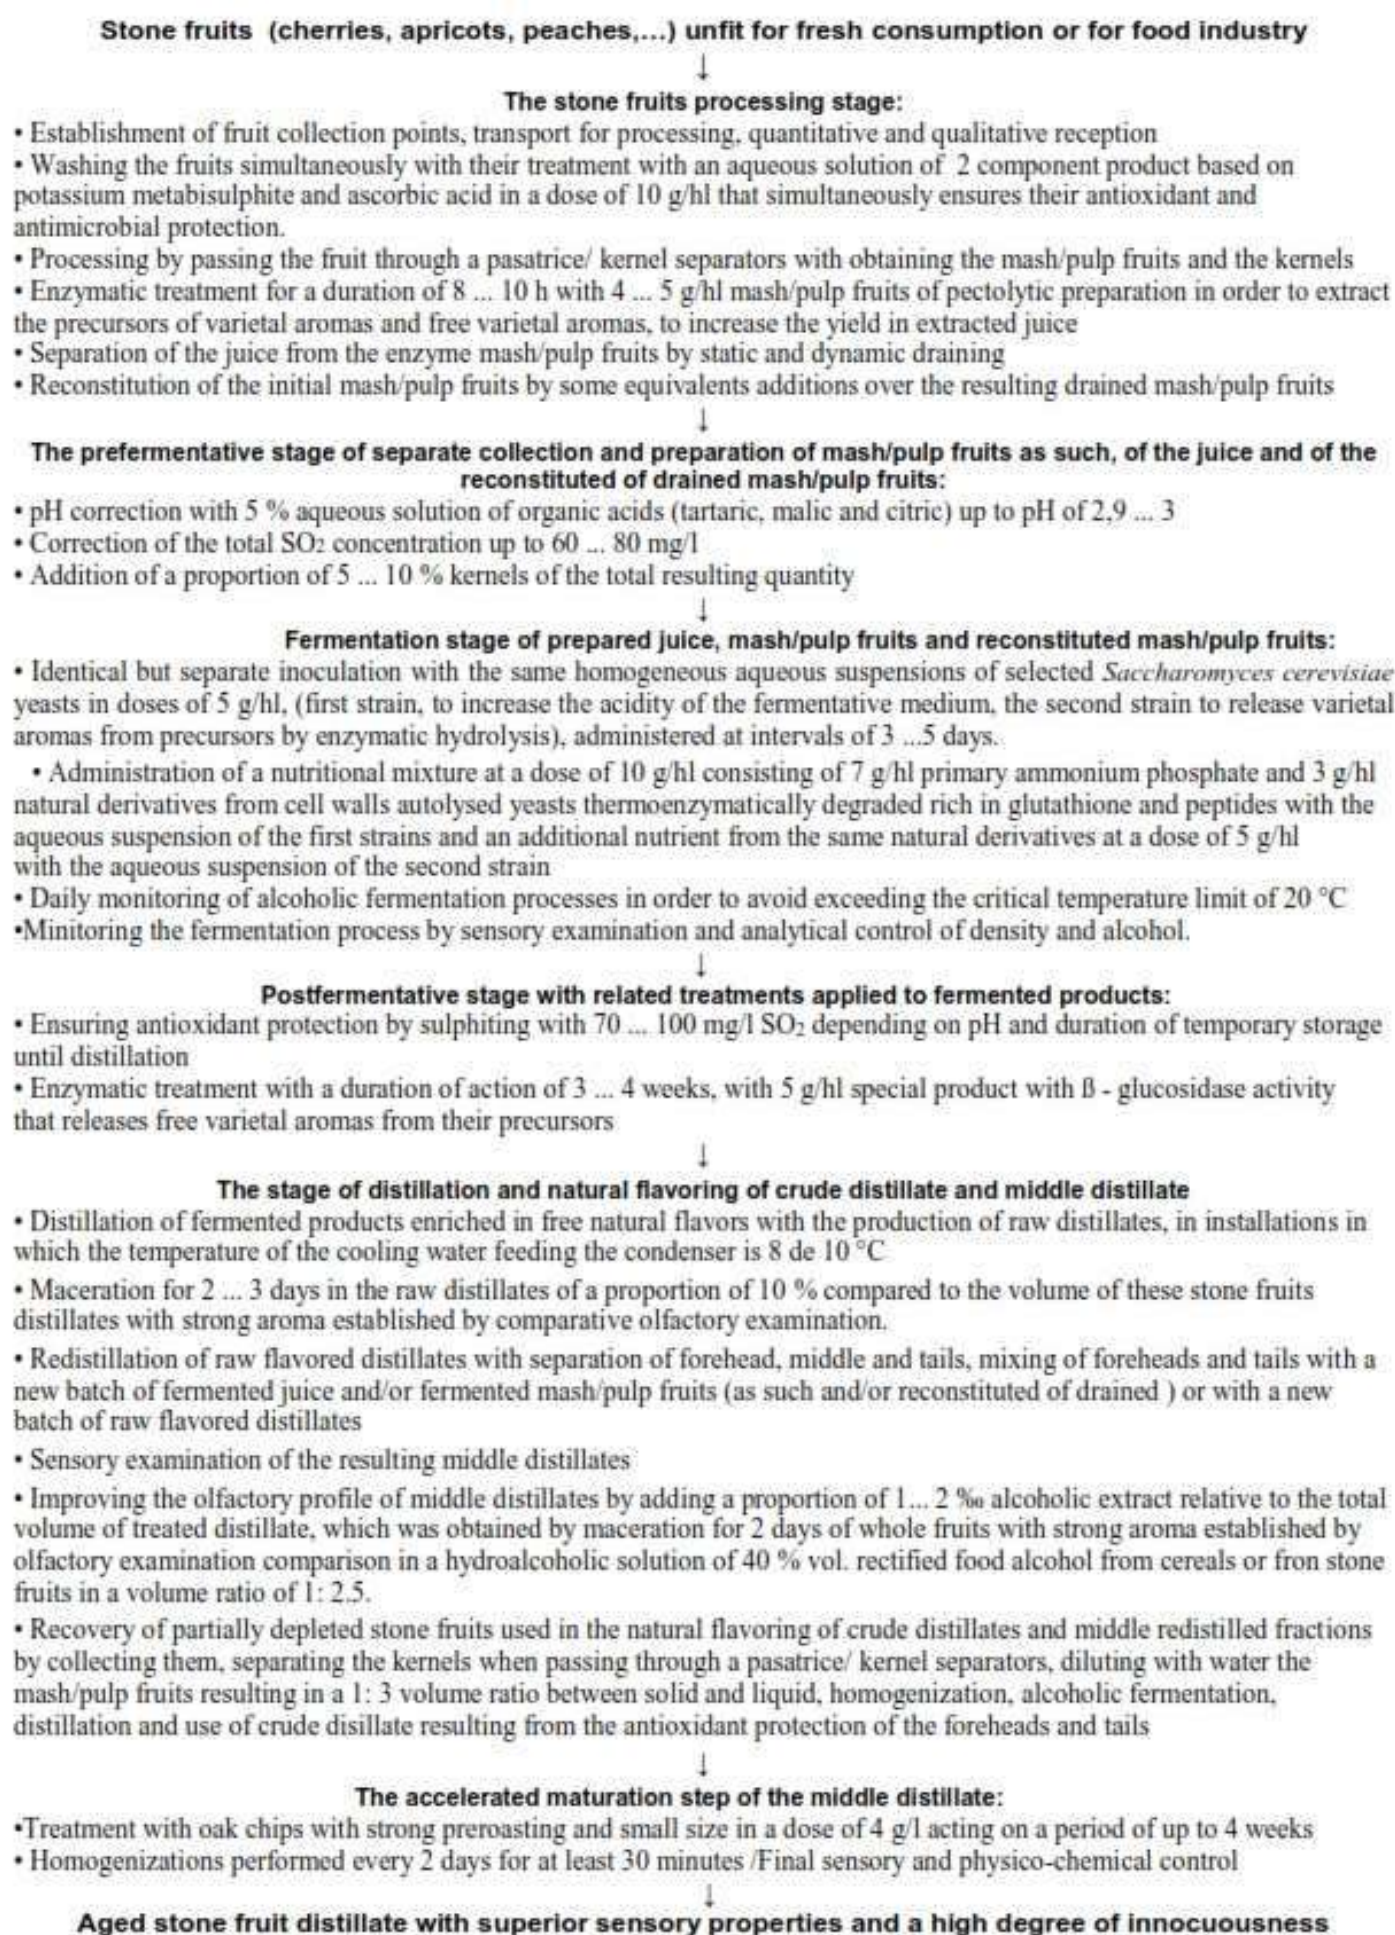 Stone fruits (cherries, apricots, peaches,...) unfit for fresh consumption or for food industry
↓
The stone fruits processing stage:
• Establishment of fruit collection points, transport for processing, quantitative and qualitative reception
• Washing the fruits simultaneously with their treatment with an aqueous solution of 2 component product based on
potassium metabisulphite and ascorbic acid in a dose of 10 g/hl that simultaneously ensures their antioxidant and
antimicrobial protection.
• Processing by passing the fruit through a pasatrice/ kernel separators with obtaining the mash/pulp fruits and the kernels
• Enzymatic treatment for a duration of 8 ... 10 h with 4 ... 5 g/hl mash/pulp fruits of pectolytic preparation in order to extract
the precursors of varietal aromas and free varietal aromas, to increase the yield in extracted juice
• Separation of the juice from the enzyme mash/pulp fruits by static and dynamic draining
• Reconstitution of the initial mash/pulp fruits by some equivalents additions over the resulting drained mash/pulp fruits
↓
The prefermentative stage of separate collection and preparation of mash/pulp fruits as such, of the juice and of the
reconstituted of drained mash/pulp fruits:
• pH correction with 5 % aqueous solution of organic acids (tartaric, malic and citric) up to pH of 2,9 ... 3
• Correction of the total SO₂ concentration up to 60 ... 80 mg/l
• Addition of a proportion of 5 ... 10 % kernels of the total resulting quantity
↓
Fermentation stage of prepared juice, mash/pulp fruits and reconstituted mash/pulp fruits:
• Identical but separate inoculation with the same homogeneous aqueous suspensions of selected Saccharomyces cerevisiae
yeasts in doses of 5 g/hl, (first strain, to increase the acidity of the fermentative medium, the second strain to release varietal
aromas from precursors by enzymatic hydrolysis), administered at intervals of 3 ...5 days.
• Administration of a nutritional mixture at a dose of 10 g/hl consisting of 7 g/hl primary ammonium phosphate and 3 g/hl
natural derivatives from cell walls autolysed yeasts thermoenzymatically degraded rich in glutathione and peptides with the
aqueous suspension of the first strains and an additional nutrient from the same natural derivatives at a dose of 5 g/hl
with the aqueous suspension of the second strain
• Daily monitoring of alcoholic fermentation processes in order to avoid exceeding the critical temperature limit of 20 °C
•Minitoring the fermentation process by sensory examination and analytical control of density and alcohol.
↓
Postfermentative stage with related treatments applied to fermented products:
• Ensuring antioxidant protection by sulphiting with 70 ... 100 mg/l SO₂ depending on pH and duration of temporary storage
until distillation
• Enzymatic treatment with a duration of action of 3 ... 4 weeks, with 5 g/hl special product with ß - glucosidase activity
that releases free varietal aromas from their precursors
↓
The stage of distillation and natural flavoring of crude distillate and middle distillate
• Distillation of fermented products enriched in free natural flavors with the production of raw distillates, in installations in
which the temperature of the cooling water feeding the condenser is 8 de 10 °C
• Maceration for 2 ... 3 days in the raw distillates of a proportion of 10 % compared to the volume of these stone fruits
distillates with strong aroma established by comparative olfactory examination.
• Redistillation of raw flavored distillates with separation of forehead, middle and tails, mixing of foreheads and tails with a
new batch of fermented juice and/or fermented mash/pulp fruits (as such and/or reconstituted of drained ) or with a new
batch of raw flavored distillates
• Sensory examination of the resulting middle distillates
• Improving the olfactory profile of middle distillates by adding a proportion of 1... 2 ‰ alcoholic extract relative to the total
volume of treated distillate, which was obtained by maceration for 2 days of whole fruits with strong aroma established by
olfactory examination comparison in a hydroalcoholic solution of 40 % vol. rectified food alcohol from cereals or fron stone
fruits in a volume ratio of 1: 2.5.
• Recovery of partially depleted stone fruits used in the natural flavoring of crude distillates and middle redistilled fractions
by collecting them, separating the kernels when passing through a pasatrice/ kernel separators, diluting with water the
mash/pulp fruits resulting in a 1: 3 volume ratio between solid and liquid, homogenization, alcoholic fermentation,
distillation and use of crude disillate resulting from the antioxidant protection of the foreheads and tails
↓
The accelerated maturation step of the middle distillate:
•Treatment with oak chips with strong preroasting and small size in a dose of 4 g/l acting on a period of up to 4 weeks
• Homogenizations performed every 2 days for at least 30 minutes /Final sensory and physico-chemical control
↓
Aged stone fruit distillate with superior sensory properties and a high degree of innocuousness